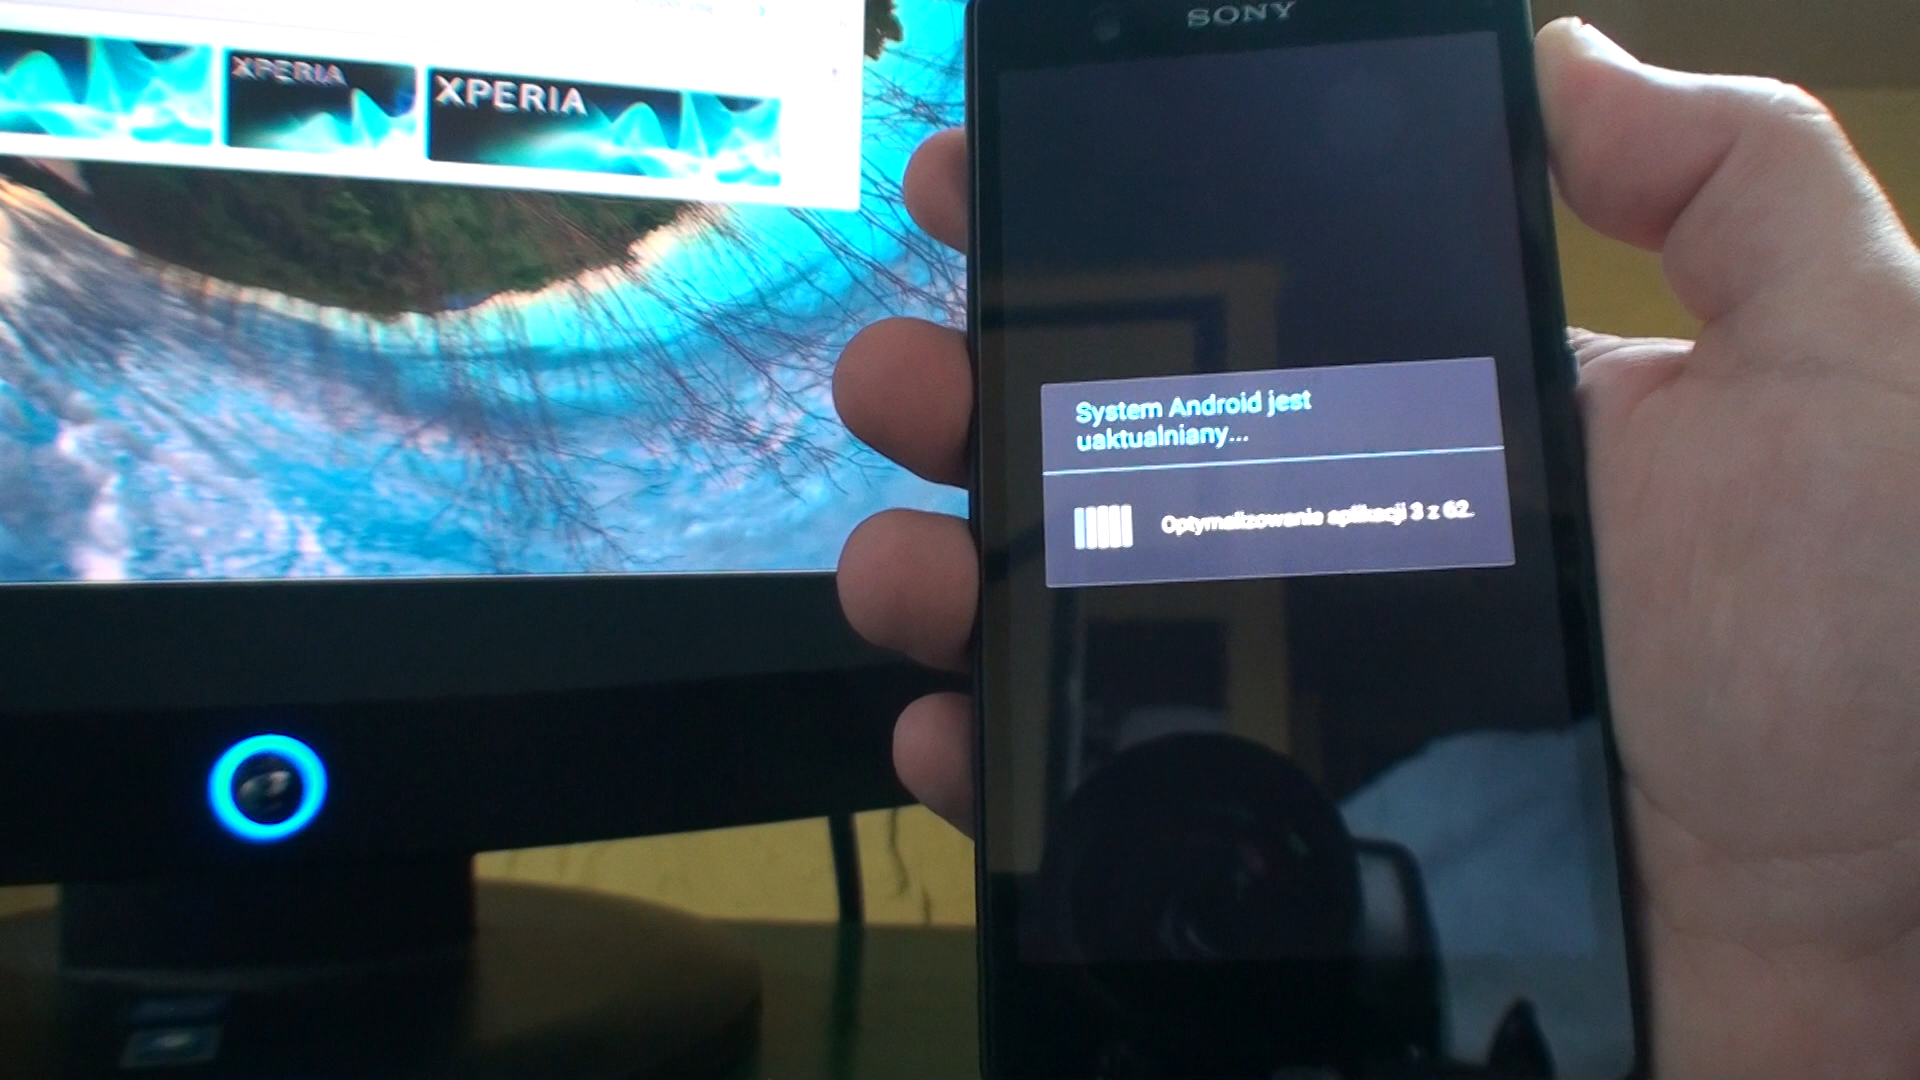 XPERIA
XPERIA
SONY
System Android jest
uaktualniany...
Optymalizowanie aplikacji 3 z 62.